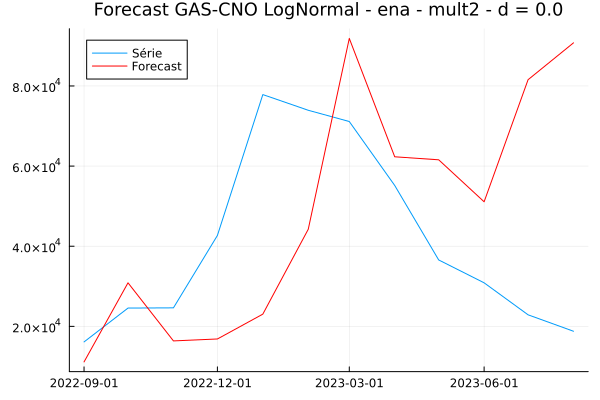 Forecast GAS-CNO LogNormal - ena - mult2 - d = 0.0
Série
Forecast
8.0×10⁴
6.0×10⁴
4.0×10⁴
2.0×10⁴
2022-09-01 2022-12-01 2023-03-01 2023-06-01